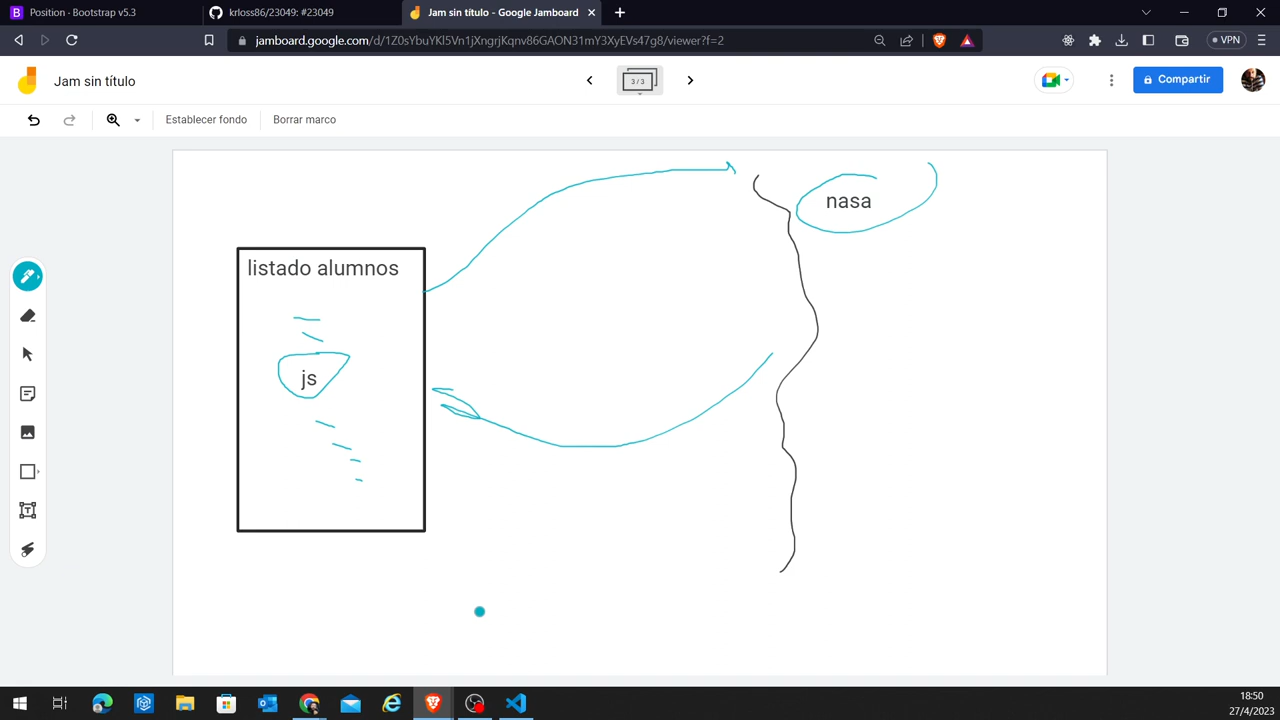 Position - Bootstrap v5.3
krloss86/23049: #23049
Jam sin título - Google Jamboard
jamboard.google.com/d/1Z0sYbuYKl5Vn1jXngrjKqnv86GAON31mY3XyEVs47g8/viewer?f=2
VPN
Jam sin título
3 / 3
Compartir
Establecer fondo
Borrar marco
nasa
listado alumnos
js
18:50
27/4/2023